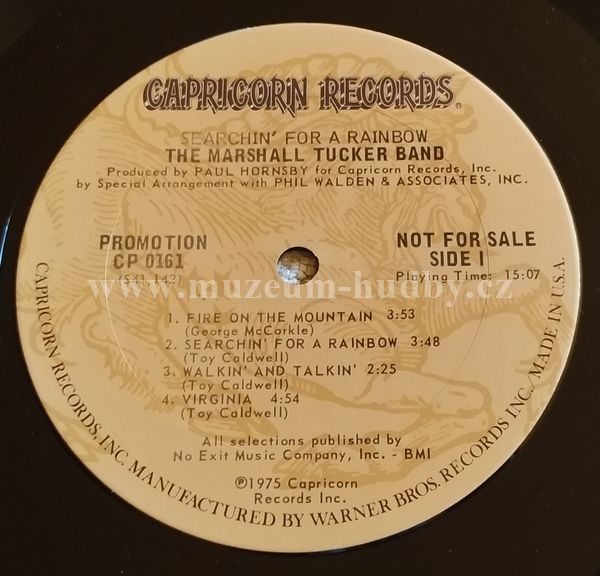 CAPRICORN RECORDS®
SEARCHIN' FOR A RAINBOW
THE MARSHALL TUCKER BAND
Produced by PAUL HORNSBY for Capricorn Records, Inc.
by Special Arrangement with PHIL WALDEN & ASSOCIATES, INC.
PROMOTION
CP 0161
(S41,142)
NOT FOR SALE
SIDE I
Playing Time: 15:07
www.muzeum-hudby.cz
1. FIRE ON THE MOUNTAIN 3:53
(George McCorkle)
2. SEARCHIN' FOR A RAINBOW 3:48
(Toy Caldwell)
3. WALKIN' AND TALKIN' 2:25
(Toy Caldwell)
4. VIRGINIA 4:54
(Toy Caldwell)
All selections published by
No Exit Music Company, Inc. - BMI
℗1975 Capricorn
Records Inc.
CAPRICORN RECORDS, INC. MANUFACTURED BY WARNER BROS. RECORDS INC. MADE IN U.S.A.